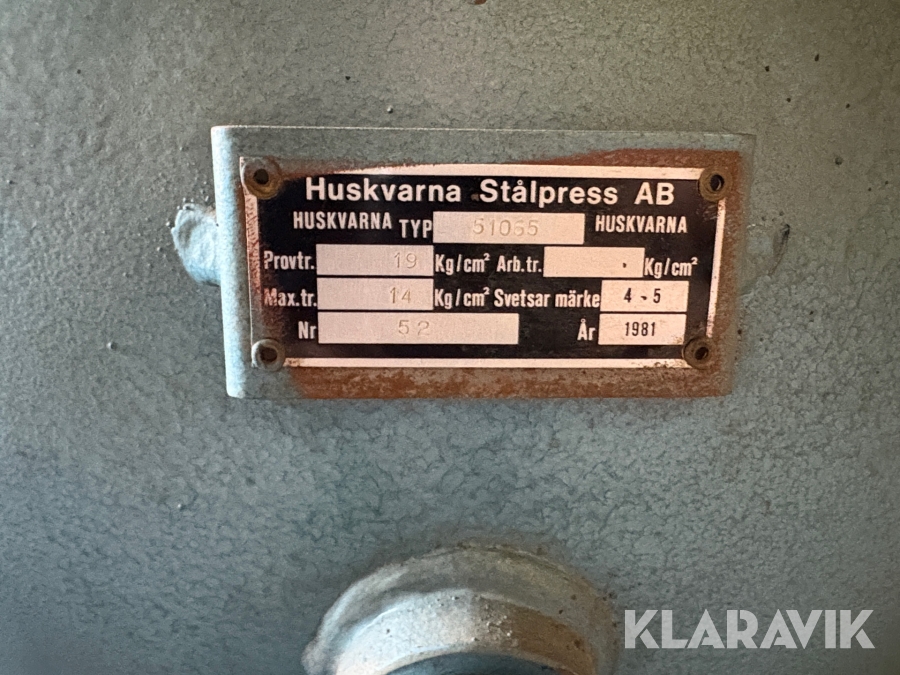 Huskvarna Stålpress AB
HUSKVARNA TYP 51065 HUSKVARNA
Provtr. 19 Kg/cm² Arb.tr. Kg/cm²
Max.tr. 14 Kg/cm² Svetsar märke 4-5
Nr 52 År 1981
KLARAVIK